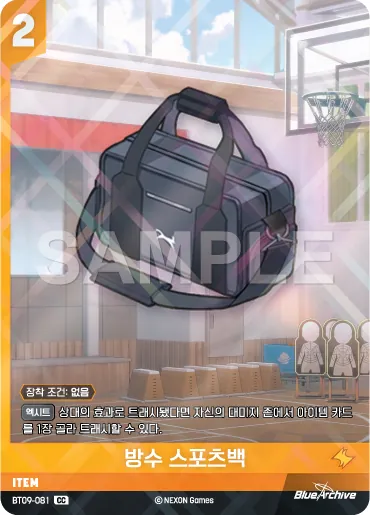 2
SAMPLE
장착 조건: 없음
엑시트 상대의 효과로 트래시됐다면 자신의 대미지 존에서 아이템 카드
를 1장 골라 트래시할 수 있다.
방수 스포츠백
ITEM
BT09-081 CC
© NEXON Games
BlueArchive